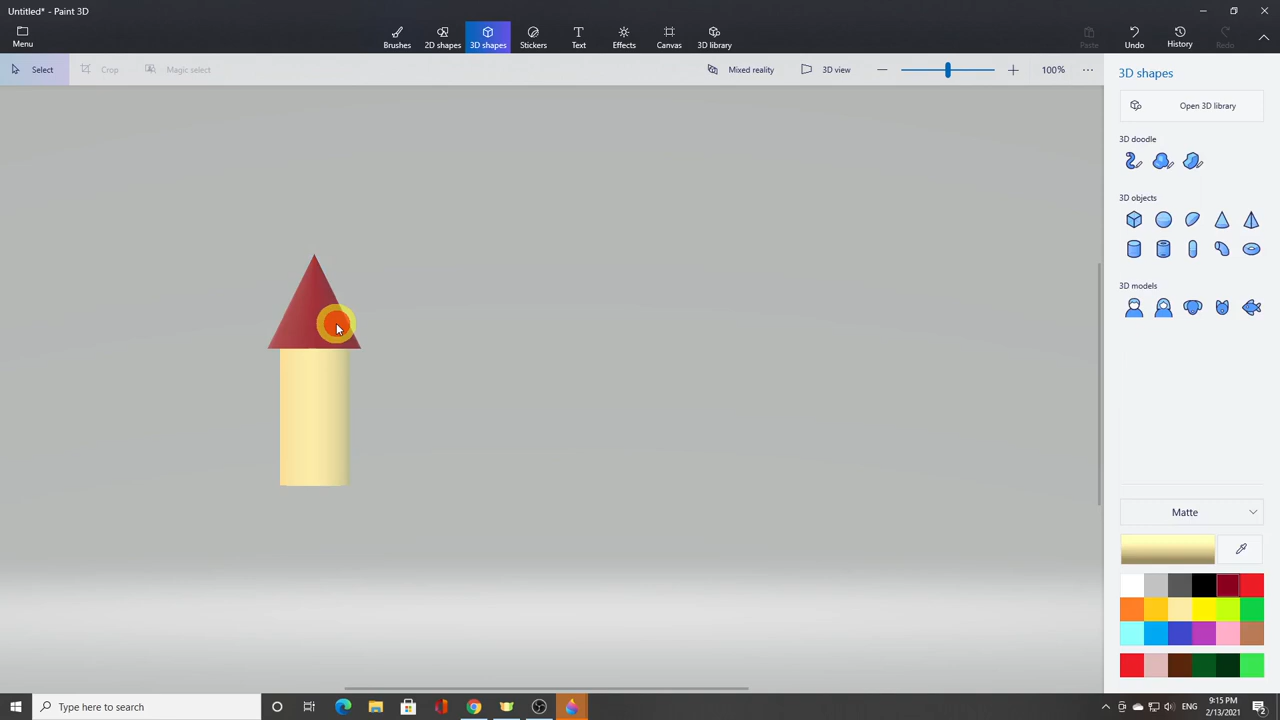 Untitled* - Paint 3D
Menu
Brushes
2D shapes
3D shapes
Stickers
Text
Effects
Canvas
3D library
Paste
Undo
History
Redo
Select
Crop
Magic select
Mixed reality
3D view
100%
3D shapes
Open 3D library
3D doodle
3D objects
3D models
Matte
Type here to search
ENG
9:15 PM
2/13/2021
2